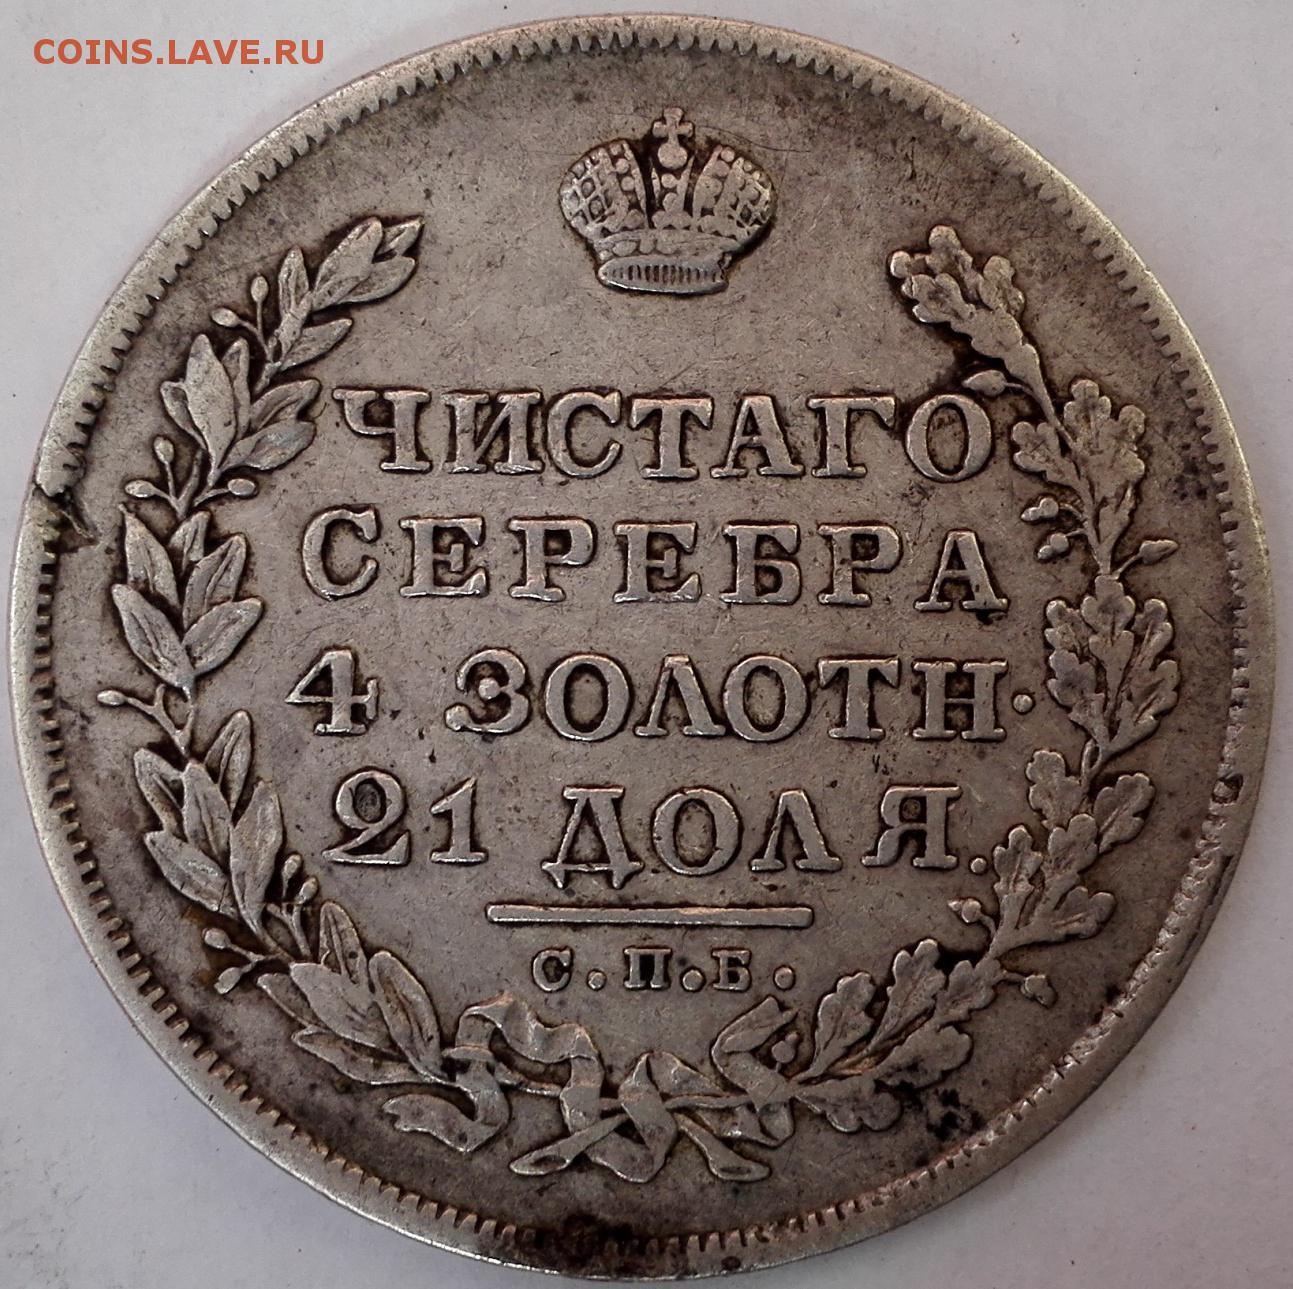 COINS.LAVE.RU
ЧИСТАГО
СЕРЕБРА
4 ЗОЛОТН·
21 ДОЛЯ.
С.П.Б.